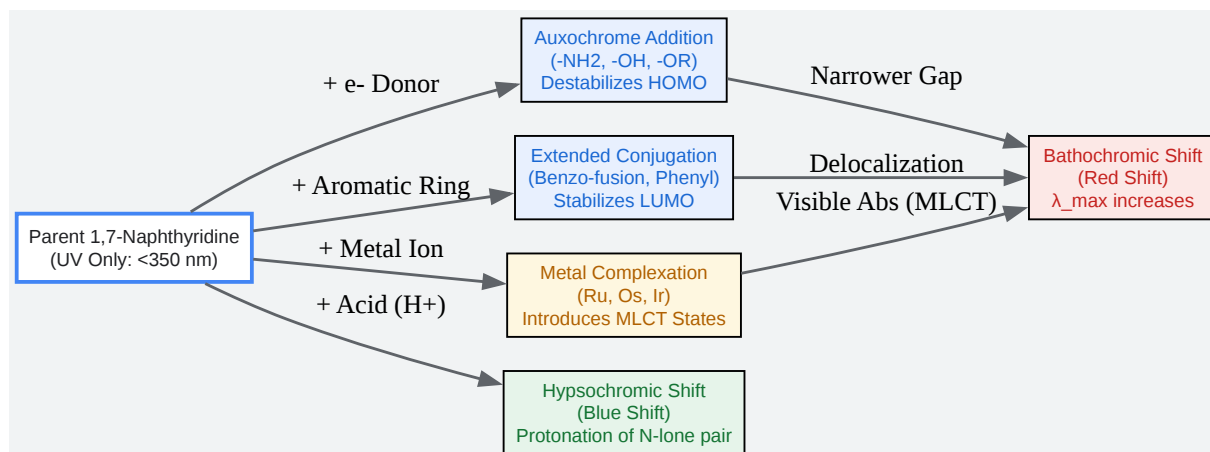 Parent 1,7-Naphthyridine
(UV Only: <350 nm)
+ e- Donor
+ Aromatic Ring
+ Metal Ion
+ Acid (H+)
Auxochrome Addition
(-NH2, -OH, -OR)
Destabilizes HOMO
Extended Conjugation
(Benzo-fusion, Phenyl)
Stabilizes LUMO
Metal Complexation
(Ru, Os, Ir)
Introduces MLCT States
Hypsochromic Shift
(Blue Shift)
Protonation of N-lone pair
Narrower Gap
Delocalization
Visible Abs (MLCT)
Bathochromic Shift
(Red Shift)
λ_max increases